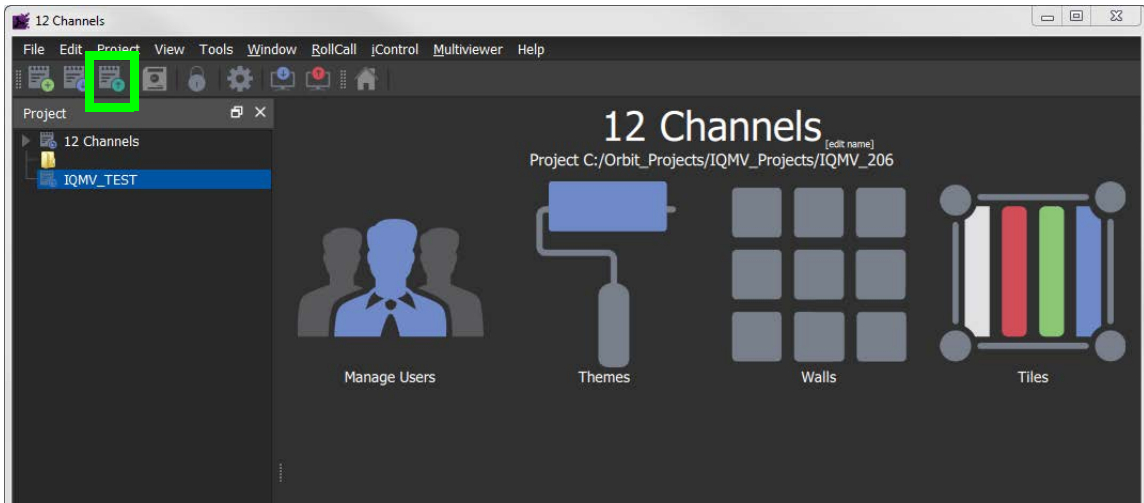 12 Channels
File Edit Project View Tools Window RollCall iControl Multiviewer Help
Project
12 Channels
IQMV_TEST
12 Channels [edit name]
Project C:/Orbit_Projects/IQMV_Projects/IQMV_206
Manage Users Themes Walls Tiles